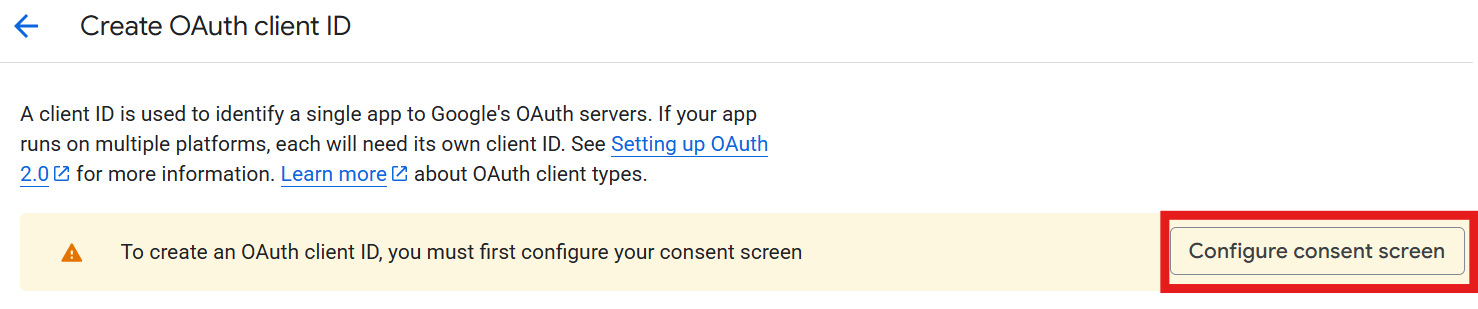 Create OAuth client ID
A client ID is used to identify a single app to Google's OAuth servers. If your app
runs on multiple platforms, each will need its own client ID. See Setting up OAuth
2.0 for more information. Learn more about OAuth client types.
To create an OAuth client ID, you must first configure your consent screen
Configure consent screen